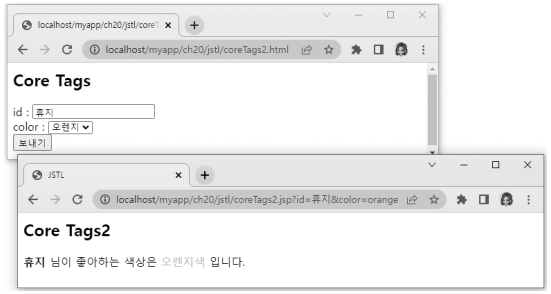 localhost/myapp/ch20/jstl/coreT
localhost/myapp/ch20/jstl/coreTags2.html
Core Tags
id : 휴지
color : 오렌지
보내기
JSTL
localhost/myapp/ch20/jstl/coreTags2.jsp?id=휴지&color=orange
Core Tags2
휴지 님이 좋아하는 색상은 오렌지색 입니다.